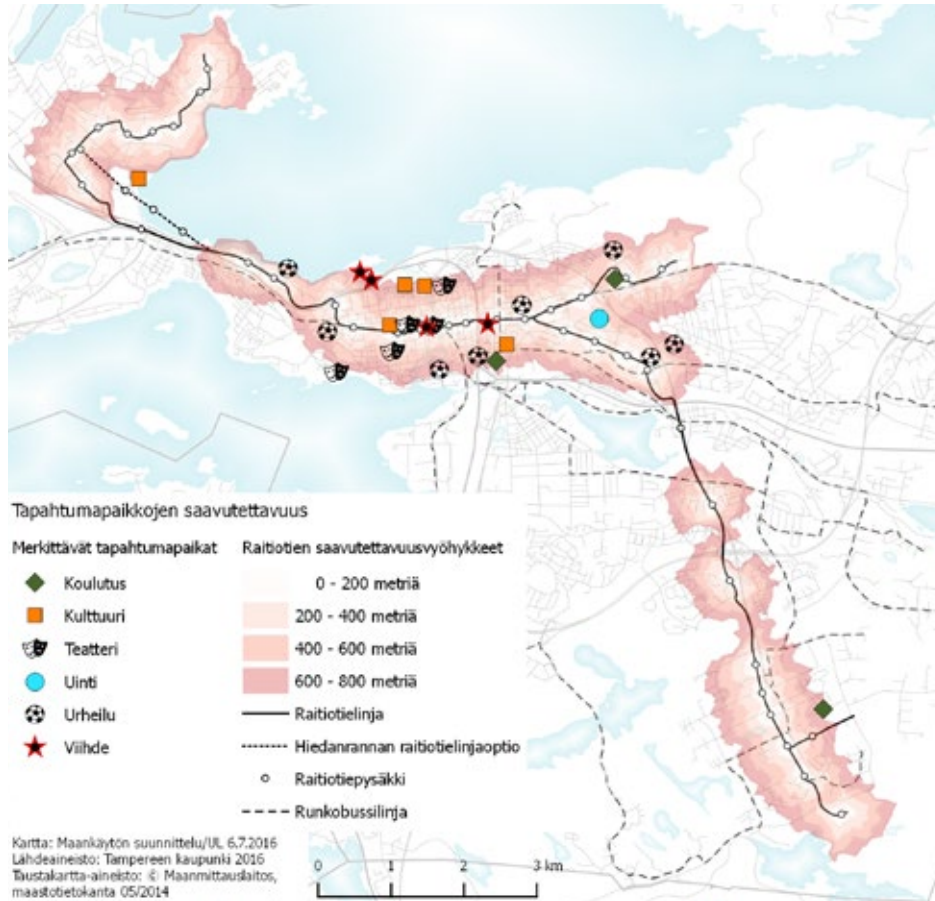 Tapahtumapaikkojen saavutettavuus
Merkittävät tapahtumapaikat
Koulutus
Kulttuuri
Teatteri
Uinti
Urheilu
Viihde
Raitiotien saavutettavuusvyöhykkeet
0 - 200 metriä
200 - 400 metriä
400 - 600 metriä
600 - 800 metriä
Raitiotielinja
Hiedanrannan raitiotielinjaoptio
Raitiotiepysäkki
Runkobussilinja
Kartta: Maankäytön suunnittelu/UL 6.7.2016
Lähdeaineisto: Tampereen kaupunki 2016
Taustakartta-aineisto: © Maanmittauslaitos,
maastotietokanta 05/2014
0 1 2 3 km